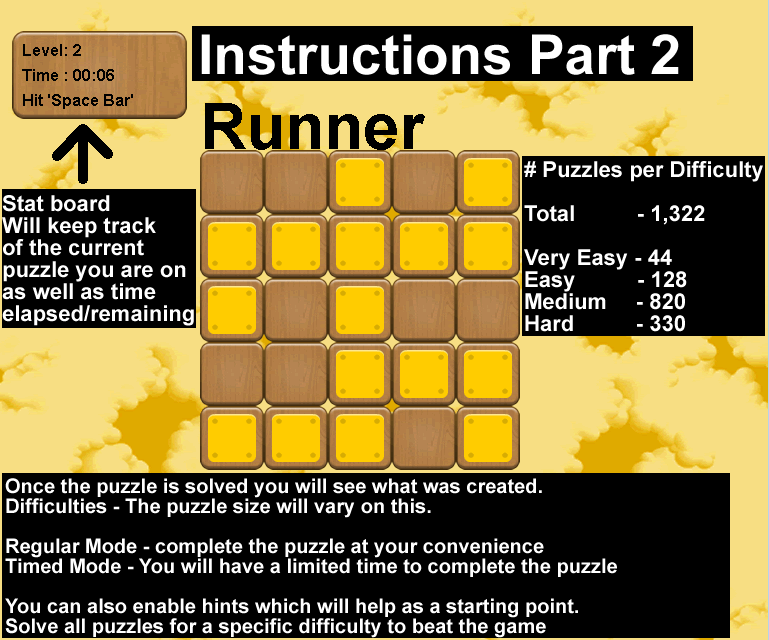 Level: 2
Time : 00:06
Hit 'Space Bar'
Instructions Part 2
Runner
Stat board
Will keep track
of the current
puzzle you are on
as well as time
elapsed/remaining
# Puzzles per Difficulty
Total - 1,322
Very Easy - 44
Easy - 128
Medium - 820
Hard - 330
Once the puzzle is solved you will see what was created.
Difficulties - The puzzle size will vary on this.
Regular Mode - complete the puzzle at your convenience
Timed Mode - You will have a limited time to complete the puzzle
You can also enable hints which will help as a starting point.
Solve all puzzles for a specific difficulty to beat the game